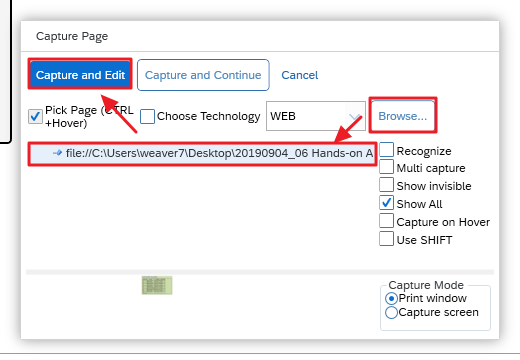 Capture Page
Capture and Edit Capture and Continue Cancel
Pick Page (CTRL
+Hover) Choose Technology WEB Browse...
file://C:\Users\weaver7\Desktop\20190904_06 Hands-on A
Recognize
Multi capture
Show invisible
Show All
Capture on Hover
Use SHIFT
Capture Mode
Print window
Capture screen